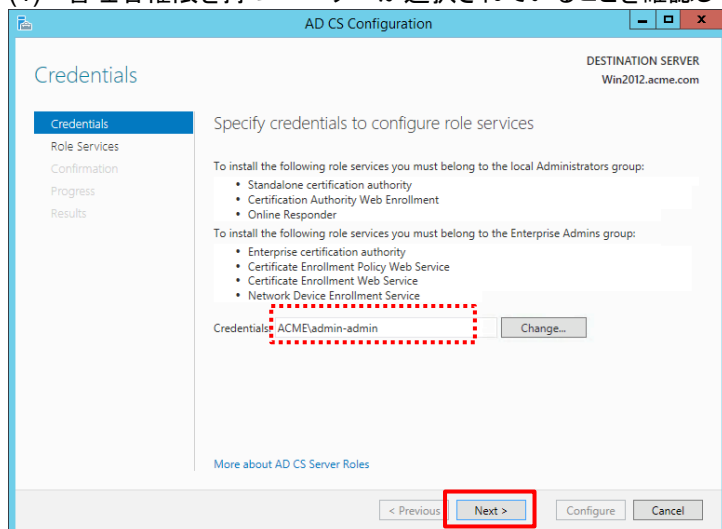 AD CS Configuration
DESTINATION SERVER
Win2012.acme.com
Credentials
Credentials
Role Services
Confirmation
Progress
Results
Specify credentials to configure role services
To install the following role services you must belong to the local Administrators group:
• Standalone certification authority
• Certification Authority Web Enrollment
• Online Responder
To install the following role services you must belong to the Enterprise Admins group:
• Enterprise certification authority
• Certificate Enrollment Policy Web Service
• Certificate Enrollment Web Service
• Network Device Enrollment Service
Credentials: ACME\admin-admin
Change...
More about AD CS Server Roles
< Previous
Next >
Configure
Cancel